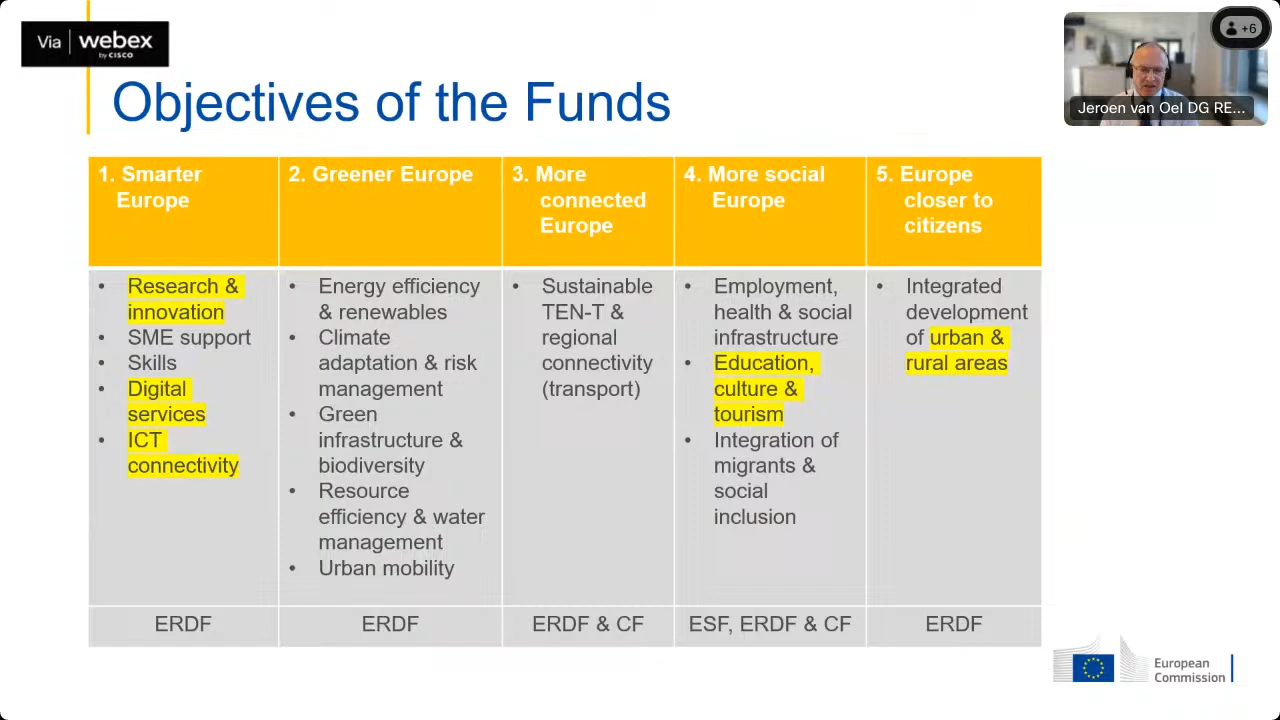 Via webex
by CISCO
+6
Jeroen van Oel DG RE...
Objectives of the Funds
1. Smarter
Europe
2. Greener Europe
3. More
connected
Europe
4. More social
Europe
5. Europe
closer to
citizens
• Research &
innovation
• SME support
• Skills
• Digital
services
• ICT
connectivity
• Energy efficiency
& renewables
• Climate
adaptation & risk
management
• Green
infrastructure &
biodiversity
• Resource
efficiency & water
management
• Urban mobility
• Sustainable
TEN-T &
regional
connectivity
(transport)
• Employment,
health & social
infrastructure
• Education,
culture &
tourism
• Integration of
migrants &
social
inclusion
• Integrated
development
of urban &
rural areas
ERDF
ERDF
ERDF & CF
ESF, ERDF & CF
ERDF
European
Commission